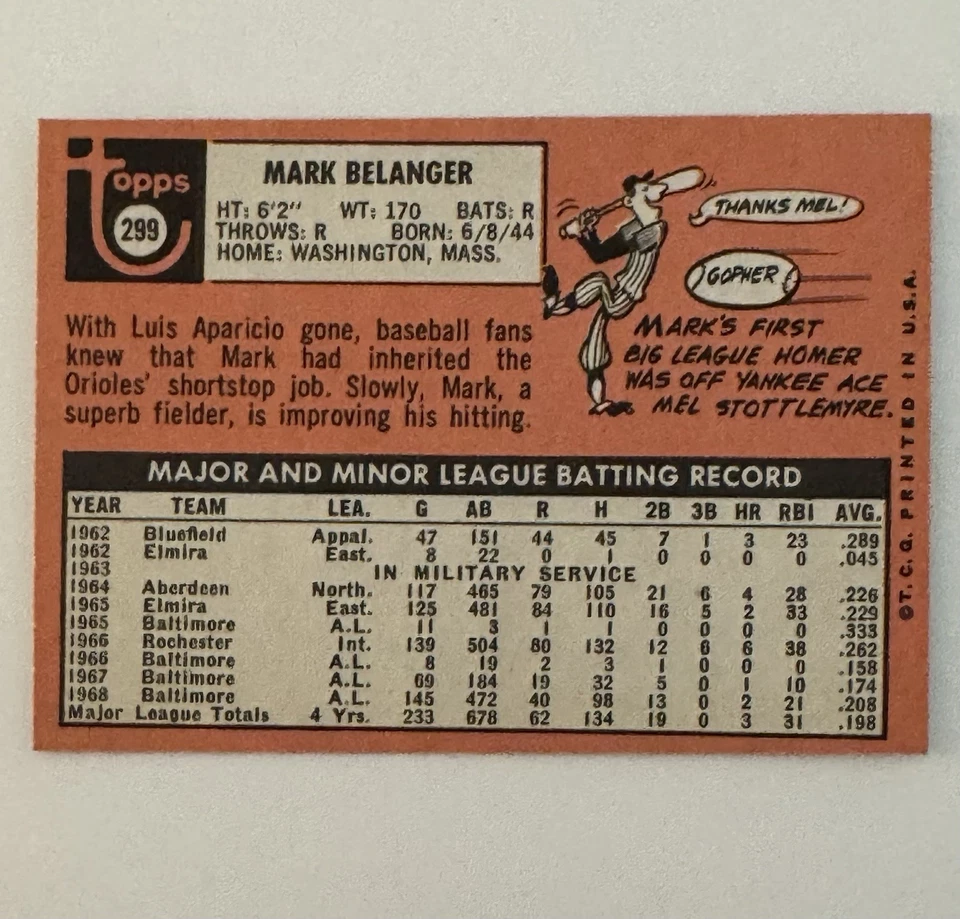 topps
299
MARK BELANGER
HT: 6'2" WT: 170 BATS: R
THROWS: R BORN: 6/8/44
HOME: WASHINGTON, MASS.
THANKS MEL!
GOPHER
MARK'S FIRST
BIG LEAGUE HOMER
WAS OFF YANKEE ACE
MEL STOTTLEMYRE.
With Luis Aparicio gone, baseball fans
knew that Mark had inherited the
Orioles' shortstop job. Slowly, Mark, a
superb fielder, is improving his hitting.
MAJOR AND MINOR LEAGUE BATTING RECORD
YEAR TEAM LEA. G AB R H 2B 3B HR RBI AVG.
1962 Bluefield Appal. 47 151 44 45 7 1 3 23 .289
1962 Elmira East. 8 22 0 1 0 0 0 0 .045
1963 IN MILITARY SERVICE
1964 Aberdeen North. 117 465 79 105 21 6 4 28 .226
1965 Elmira East. 125 481 84 110 16 5 2 33 .229
1965 Baltimore A.L. 11 3 1 1 0 0 0 0 .333
1966 Rochester Int. 139 504 80 132 12 6 6 38 .262
1966 Baltimore A.L. 8 19 2 3 1 0 0 0 .158
1967 Baltimore A.L. 69 184 19 32 5 0 1 10 .174
1968 Baltimore A.L. 145 472 40 98 13 0 2 21 .208
Major League Totals 4 Yrs. 233 678 62 134 19 0 3 31 .198
©T.C.G. PRINTED IN U.S.A.